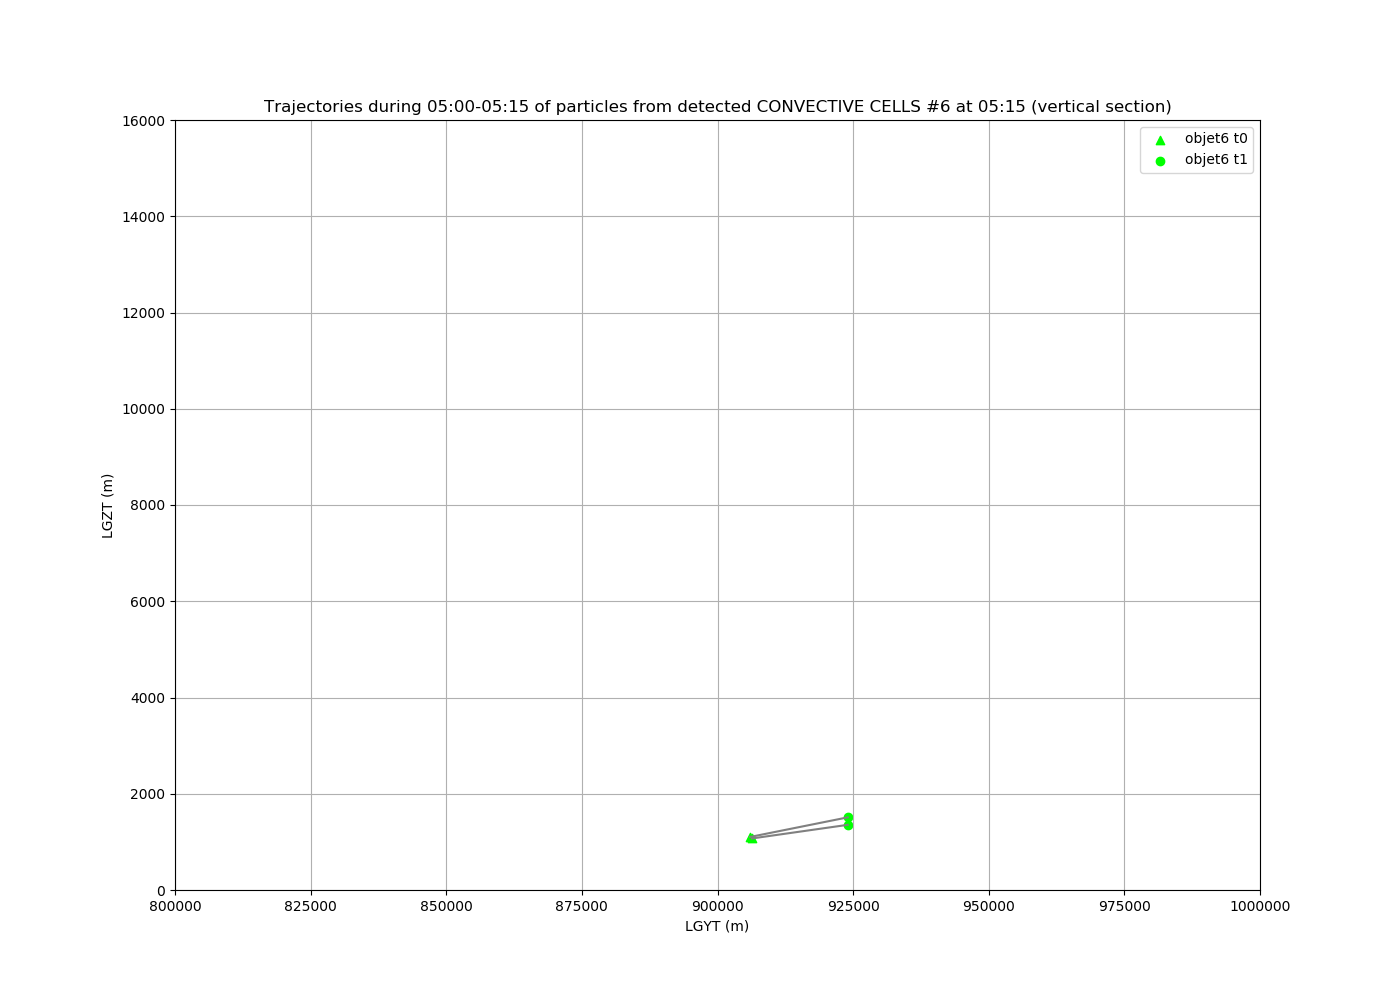 Trajectories during 05:00-05:15 of particles from detected CONVECTIVE CELLS #6 at 05:15 (vertical section)
objet6 t0
objet6 t1
16000
14000
12000
10000
8000
6000
4000
2000
0
LGZT (m)
800000 825000 850000 875000 900000 925000 950000 975000 1000000
LGYT (m)